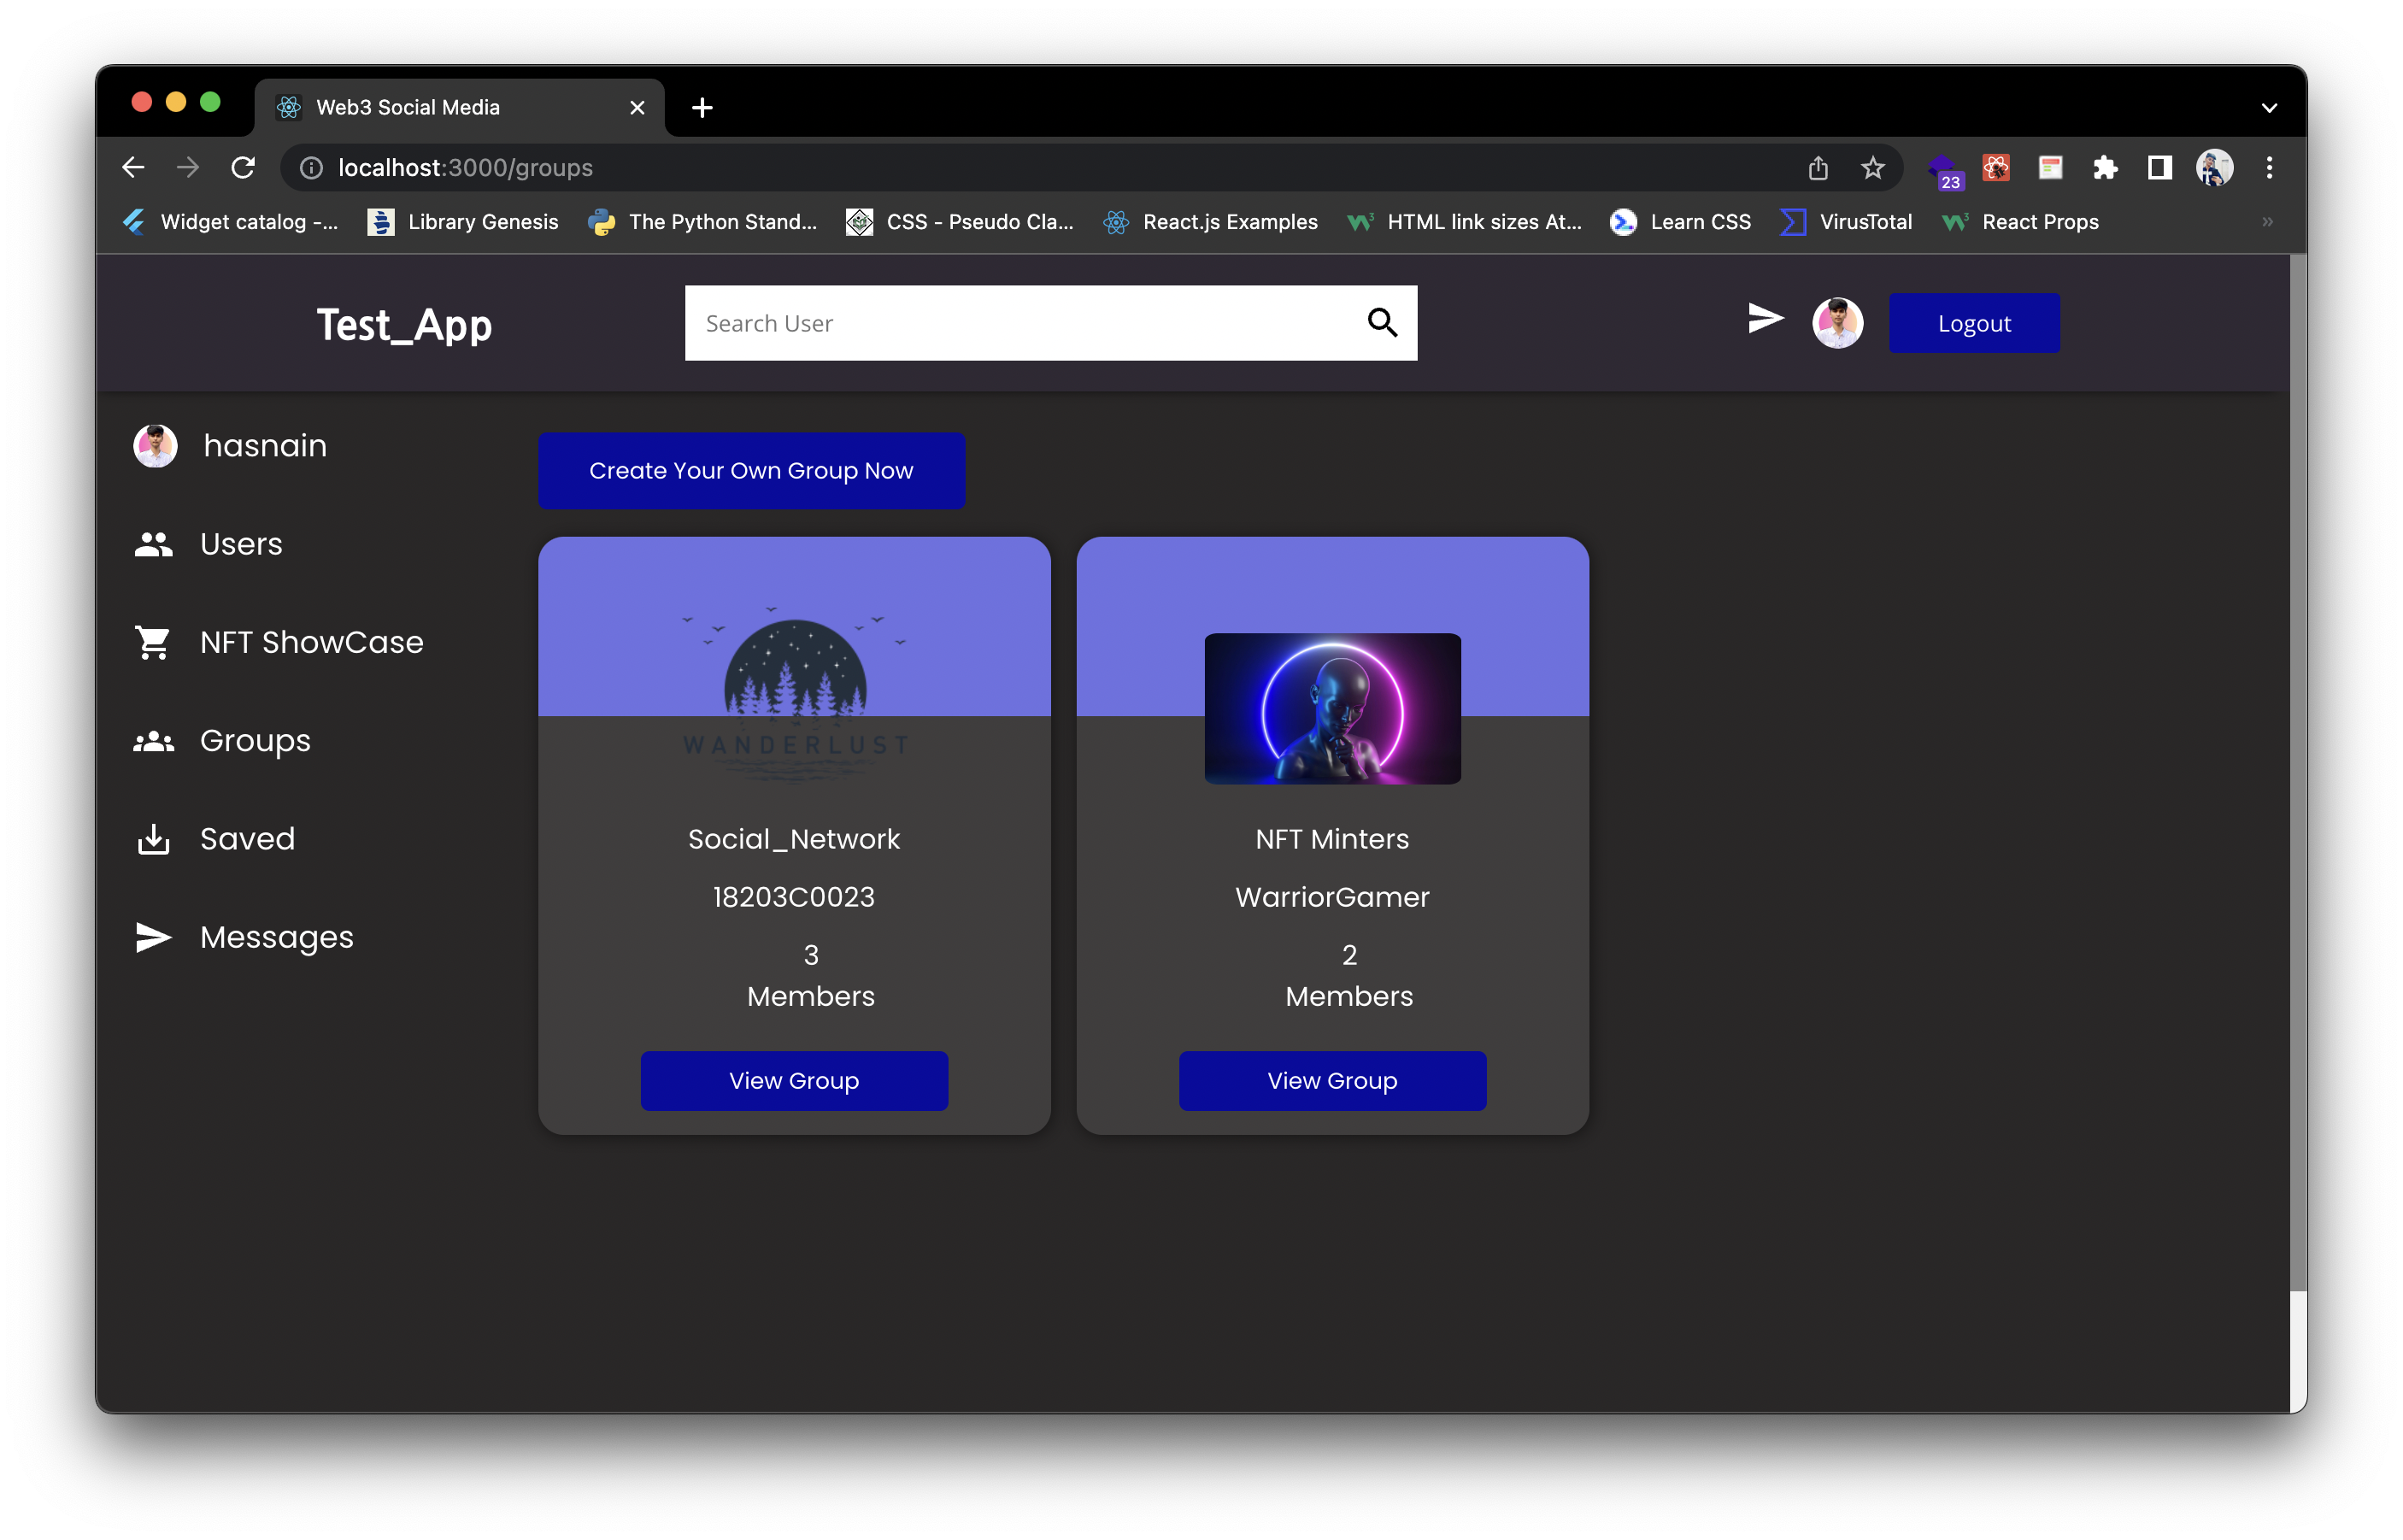 Web3 Social Media
localhost:3000/groups
23
Widget catalog -... Library Genesis The Python Stand... CSS - Pseudo Cla... React.js Examples HTML link sizes At... Learn CSS VirusTotal React Props
Test_App
Search User
Logout
hasnain
Users
NFT ShowCase
Groups
Saved
Messages
Create Your Own Group Now
WANDERLUST
Social_Network
18203C0023
3
Members
View Group
NFT Minters
WarriorGamer
2
Members
View Group